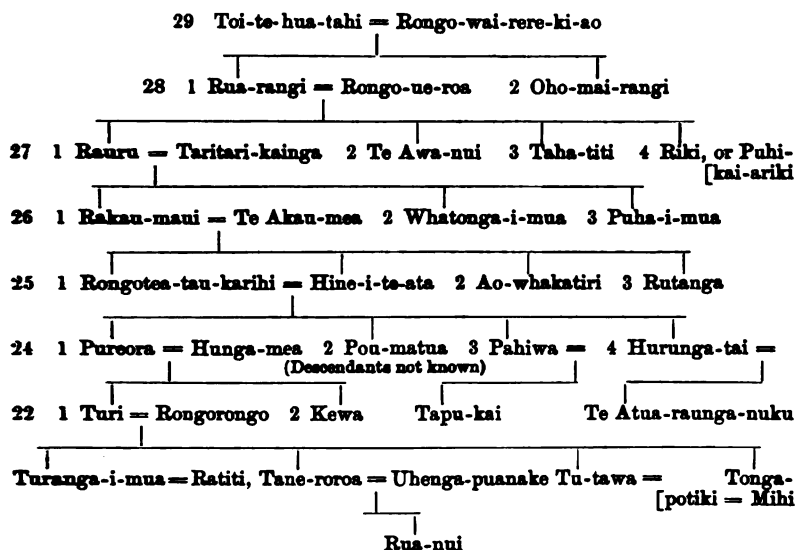 29 Toi-te-hua-tahi = Rongo-wai-rere-ki-ao
28 1 Rua-rangi = Rongo-ue-roa 2 Oho-mai-rangi
27 1 Rauru = Taritari-kainga 2 Te Awa-nui 3 Taha-titi 4 Riki, or Puhi-
[kai-ariki
26 1 Rakau-maui = Te Akau-mea 2 Whatonga-i-mua 3 Puha-i-mua
25 1 Rongotea-tau-karihi = Hine-i-te-ata 2 Ao-whakatiri 3 Rutanga
24 1 Pureora = Hunga-mea 2 Pou-matua 3 Pahiwa = 4 Hurunga-tai =
(Descendants not known)
22 1 Turi = Rongorongo 2 Kewa Tapu-kai Te Atua-raunga-nuku
Turanga-i-mua = Ratiti, Tane-roroa = Uhenga-puanake Tu-tawa = Tonga-
[potiki = Mihi
Rua-nui